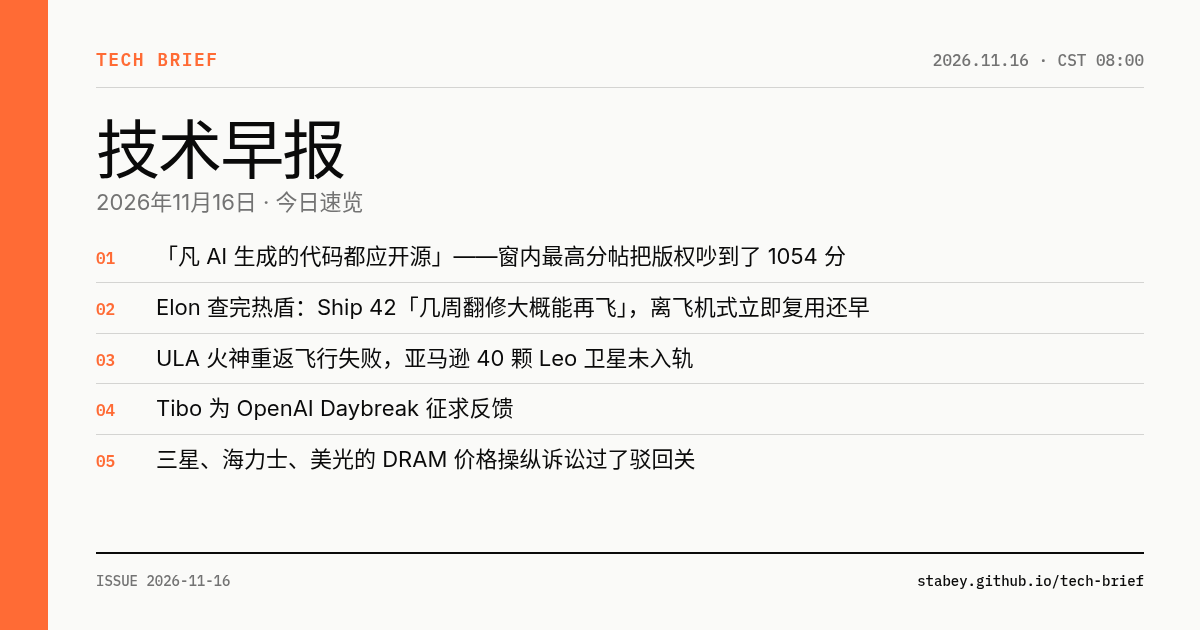 TECH BRIEF
2026.11.16 · CST 08:00
技术早报
2026年11月16日 · 今日速览
01 「凡 AI 生成的代码都应开源」——窗内最高分帖把版权吵到了 1054 分
02 Elon 查完热盾：Ship 42「几周翻修大概能再飞」，离飞机式立即复用还早
03 ULA 火神重返飞行失败，亚马逊 40 颗 Leo 卫星未入轨
04 Tibo 为 OpenAI Daybreak 征求反馈
05 三星、海力士、美光的 DRAM 价格操纵诉讼过了驳回关
ISSUE 2026-11-16
stabey.github.io/tech-brief